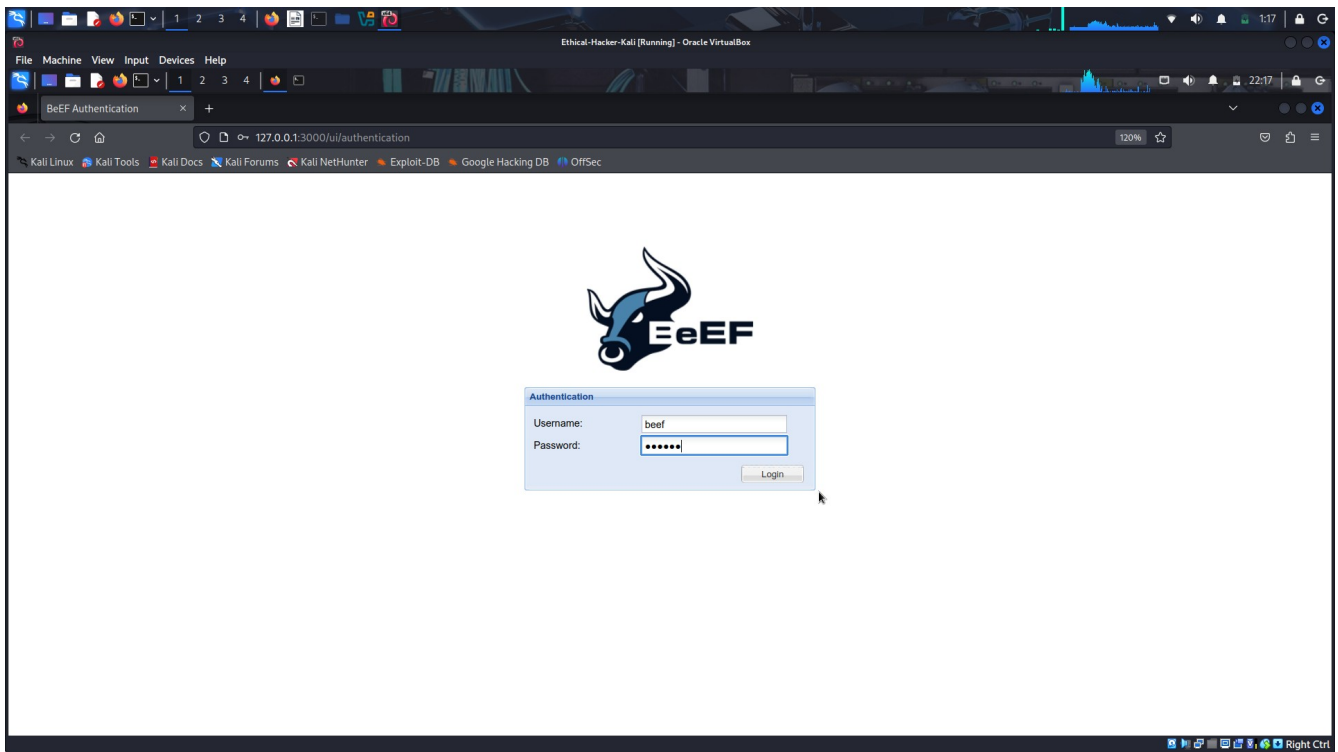 1 2 3 4 1:17
Ethical-Hacker-Kali [Running] - Oracle VirtualBox
File Machine View Input Devices Help
1 2 3 4 22:17
BeEF Authentication
127.0.0.1:3000/ui/authentication 120%
Kali Linux Kali Tools Kali Docs Kali Forums Kali NetHunter Exploit-DB Google Hacking DB OffSec
BeEF
Authentication
Username: beef
Password: ••••••
Login
Right Ctrl